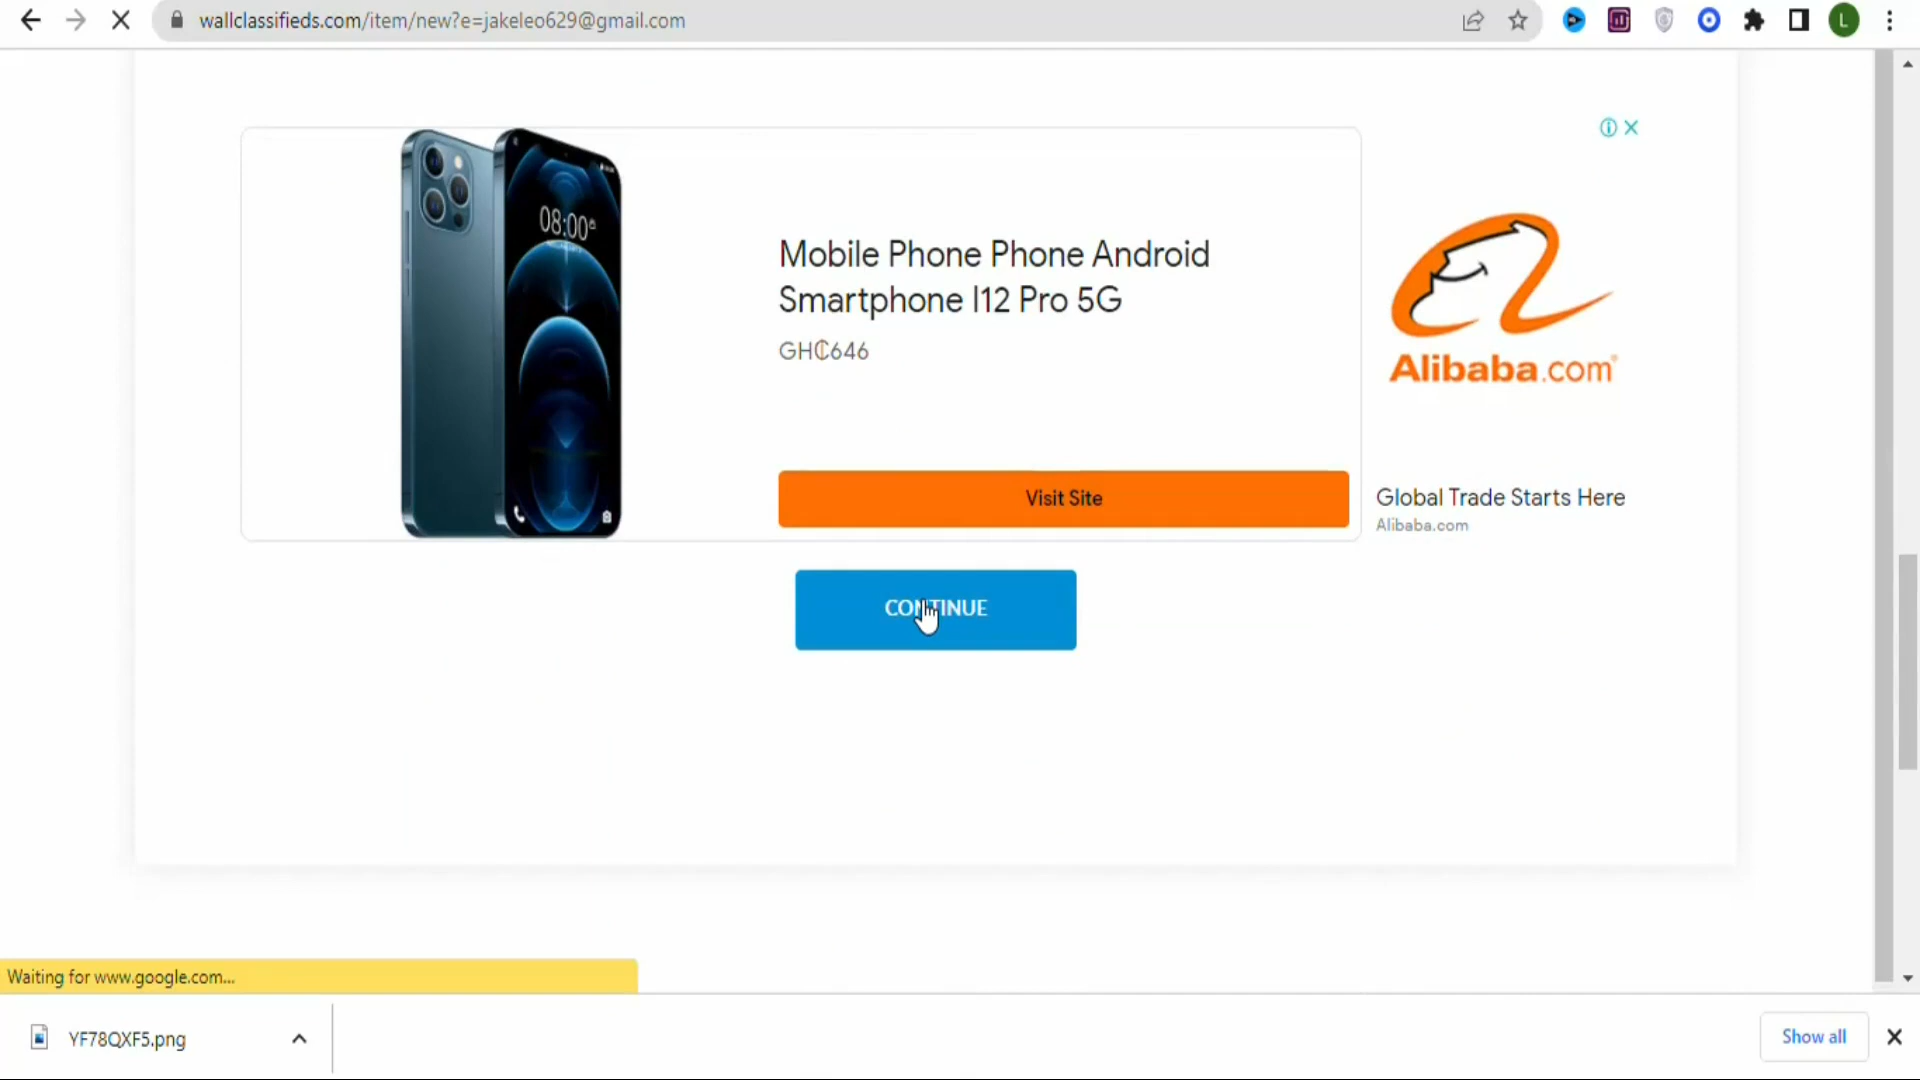 wallclassifieds.com/item/new?e=jakeleo629@gmail.com
L
08:00
Mobile Phone Phone Android
Smartphone I12 Pro 5G
GH₵646
Visit Site
Alibaba.com
Global Trade Starts Here
Alibaba.com
CONTINUE
Waiting for www.google.com...
YF78QXF5.png
Show all